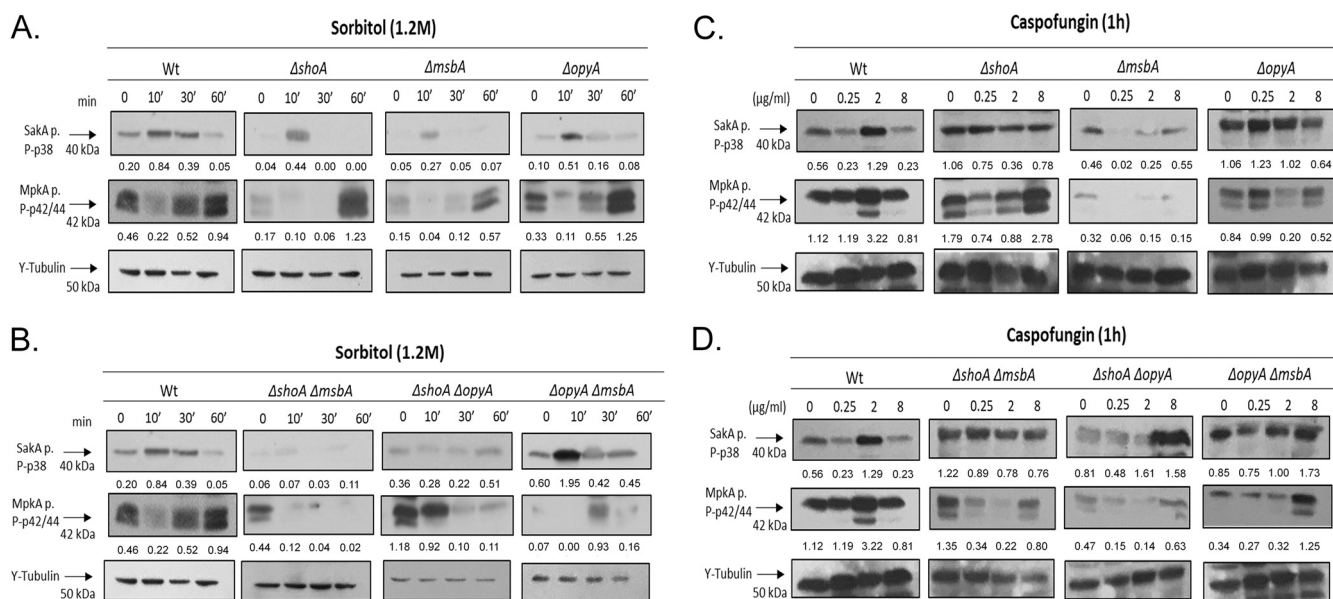 A.
Sorbitol (1.2M)
Wt ΔshoA ΔmsbA ΔopyA
min 0 10′ 30′ 60′ 0 10′ 30′ 60′ 0 10′ 30′ 60′ 0 10′ 30′ 60′
SakA p.
P-p38 40 kDa
0.20 0.84 0.39 0.05 0.04 0.44 0.00 0.00 0.05 0.27 0.05 0.07 0.10 0.51 0.16 0.08
MpkA p.
P-p42/44
42 kDa
0.46 0.22 0.52 0.94 0.17 0.10 0.06 1.23 0.15 0.04 0.12 0.57 0.33 0.11 0.55 1.25
Y-Tubulin
50 kDa
B.
Sorbitol (1.2M)
Wt ΔshoA ΔmsbA ΔshoA ΔopyA ΔopyA ΔmsbA
min 0 10′ 30′ 60′ 0 10′ 30′ 60′ 0 10′ 30′ 60′ 0 10′ 30′ 60′
SakA p.
P-p38 40 kDa
0.20 0.84 0.39 0.05 0.06 0.07 0.03 0.11 0.36 0.28 0.22 0.51 0.60 1.95 0.42 0.45
MpkA p.
P-p42/44
42 kDa
0.46 0.22 0.52 0.94 0.44 0.12 0.04 0.02 1.18 0.92 0.10 0.11 0.07 0.00 0.93 0.16
Y-Tubulin
50 kDa
C.
Caspofungin (1h)
Wt ΔshoA ΔmsbA ΔopyA
(μg/ml) 0 0.25 2 8 0 0.25 2 8 0 0.25 2 8 0 0.25 2 8
SakA p.
P-p38 40 kDa
0.56 0.23 1.29 0.23 1.06 0.75 0.36 0.78 0.46 0.02 0.25 0.55 1.06 1.23 1.02 0.64
MpkA p.
P-p42/44
42 kDa
1.12 1.19 3.22 0.81 1.79 0.74 0.88 2.78 0.32 0.06 0.15 0.15 0.84 0.99 0.20 0.52
Y-Tubulin
50 kDa
D.
Caspofungin (1h)
Wt ΔshoA ΔmsbA ΔshoA ΔopyA ΔopyA ΔmsbA
(μg/ml) 0 0.25 2 8 0 0.25 2 8 0 0.25 2 8 0 0.25 2 8
SakA p.
P-p38 40 kDa
0.56 0.23 1.29 0.23 1.22 0.89 0.78 0.76 0.81 0.48 1.61 1.58 0.85 0.75 1.00 1.73
MpkA p.
P-p42/44
42 kDa
1.12 1.19 3.22 0.81 1.35 0.34 0.22 0.80 0.47 0.15 0.14 0.63 0.34 0.27 0.32 1.25
Y-Tubulin
50 kDa